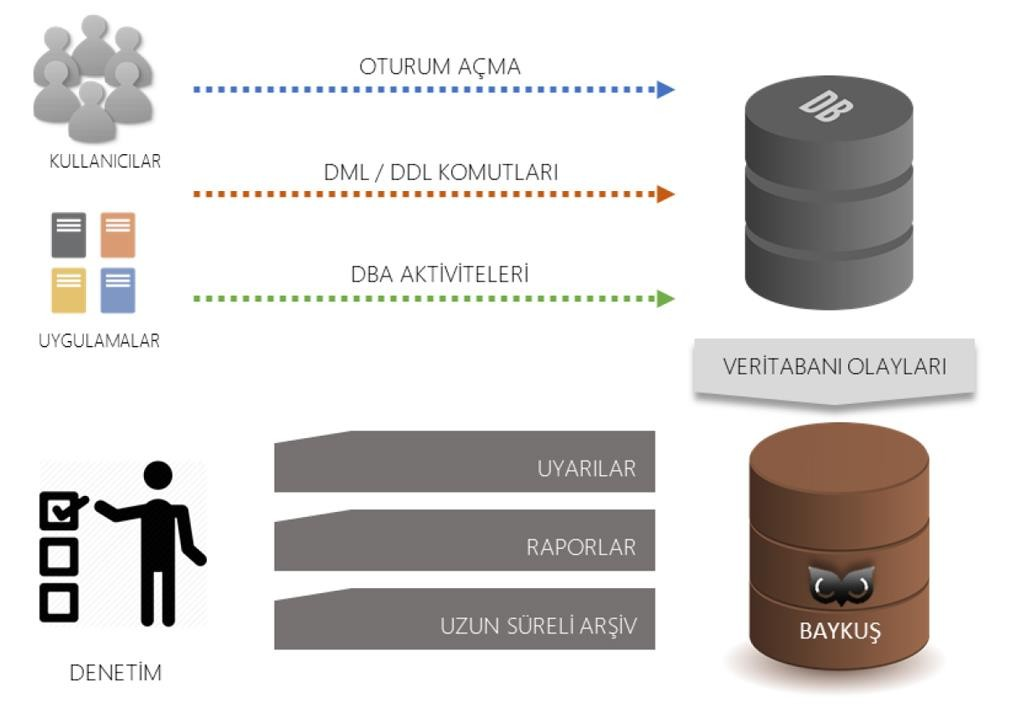 OTURUM AÇMA
DB
KULLANICILAR
DML / DDL KOMUTLARI
DBA AKTİVİTELERİ
UYGULAMALAR
VERİTABANI OLAYLARI
UYARILAR
RAPORLAR
UZUN SÜRELİ ARŞİV
BAYKUŞ
DENETİM